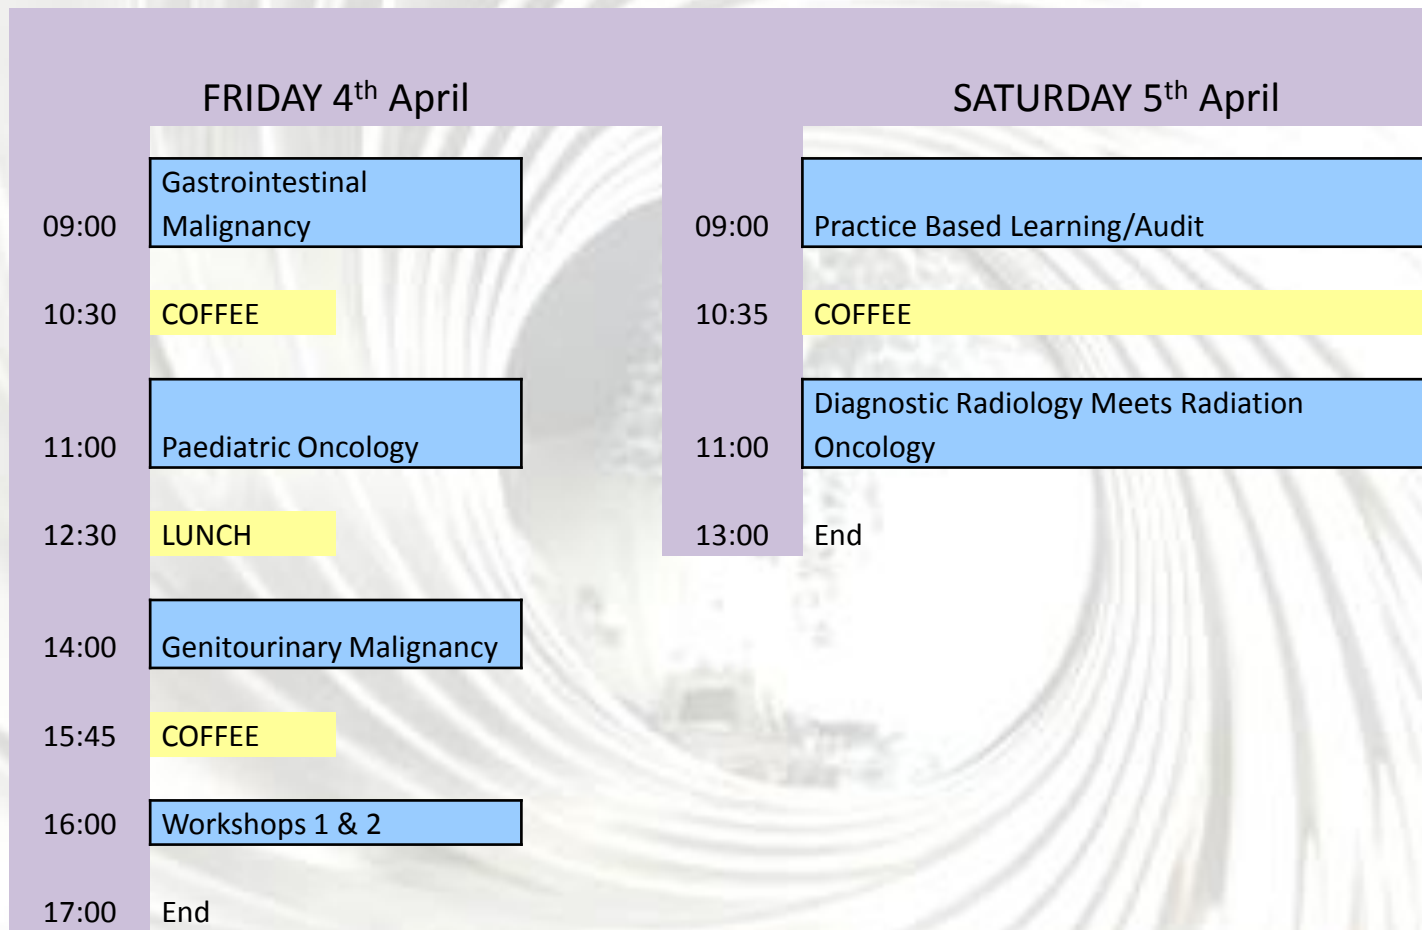 FRIDAY 4th April
09:00 Gastrointestinal
Malignancy
10:30 COFFEE
11:00 Paediatric Oncology
12:30 LUNCH
14:00 Genitourinary Malignancy
15:45 COFFEE
16:00 Workshops 1 & 2
17:00 End
SATURDAY 5th April
09:00 Practice Based Learning/Audit
10:35 COFFEE
11:00 Diagnostic Radiology Meets Radiation
Oncology
13:00 End